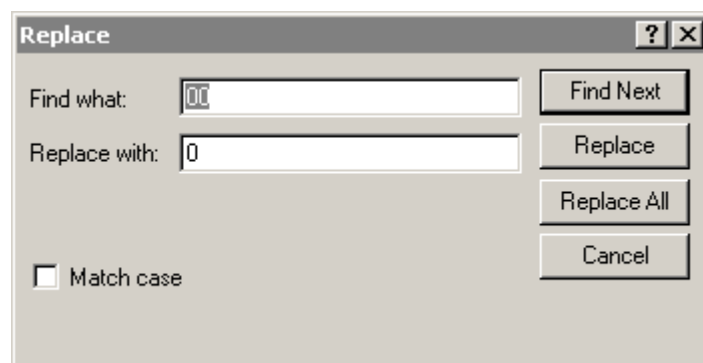 Replace
Find what: 00
Find Next
Replace with: 0
Replace
Replace All
Cancel
Match case